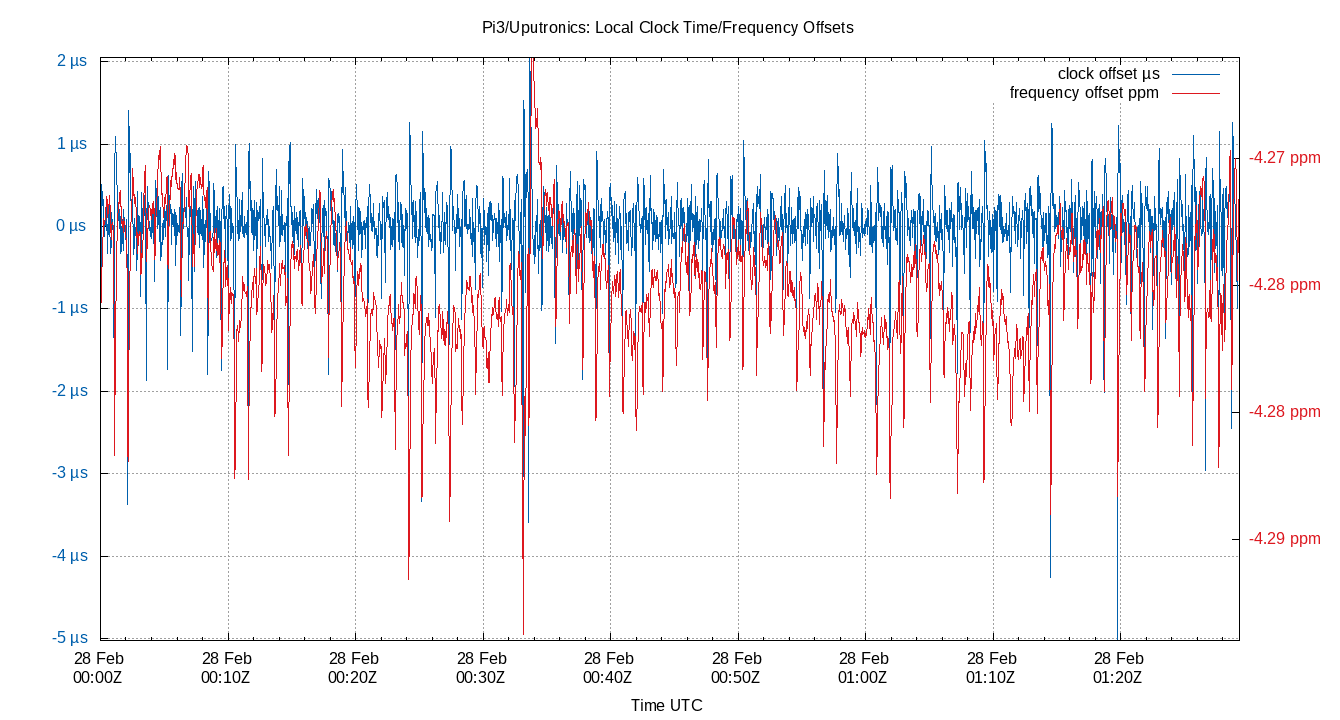 Pi3/Uputronics: Local Clock Time/Frequency Offsets
clock offset µs
frequency offset ppm
2 µs
1 µs
0 µs
-1 µs
-2 µs
-3 µs
-4 µs
-5 µs
-4.27 ppm
-4.28 ppm
-4.28 ppm
-4.29 ppm
28 Feb 28 Feb 28 Feb 28 Feb 28 Feb 28 Feb 28 Feb 28 Feb 28 Feb
00:00Z 00:10Z 00:20Z 00:30Z 00:40Z 00:50Z 01:00Z 01:10Z 01:20Z
Time UTC